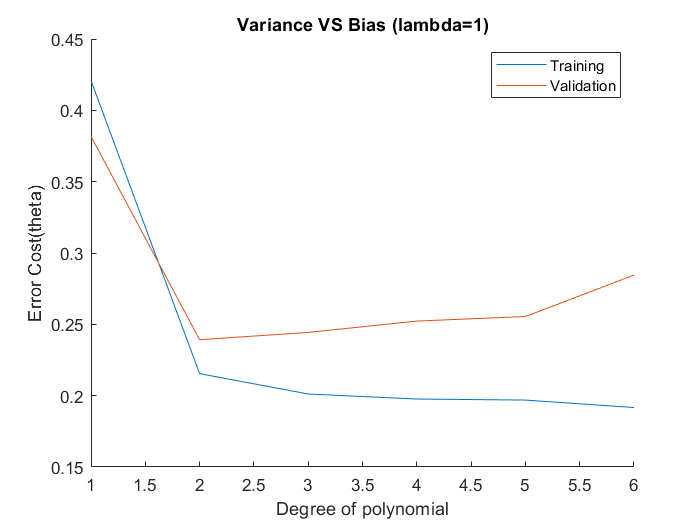 Variance VS Bias (lambda=1)
Training
Validation
Error Cost(theta)
0.45
0.4
0.35
0.3
0.25
0.2
0.15
1 1.5 2 2.5 3 3.5 4 4.5 5 5.5 6
Degree of polynomial